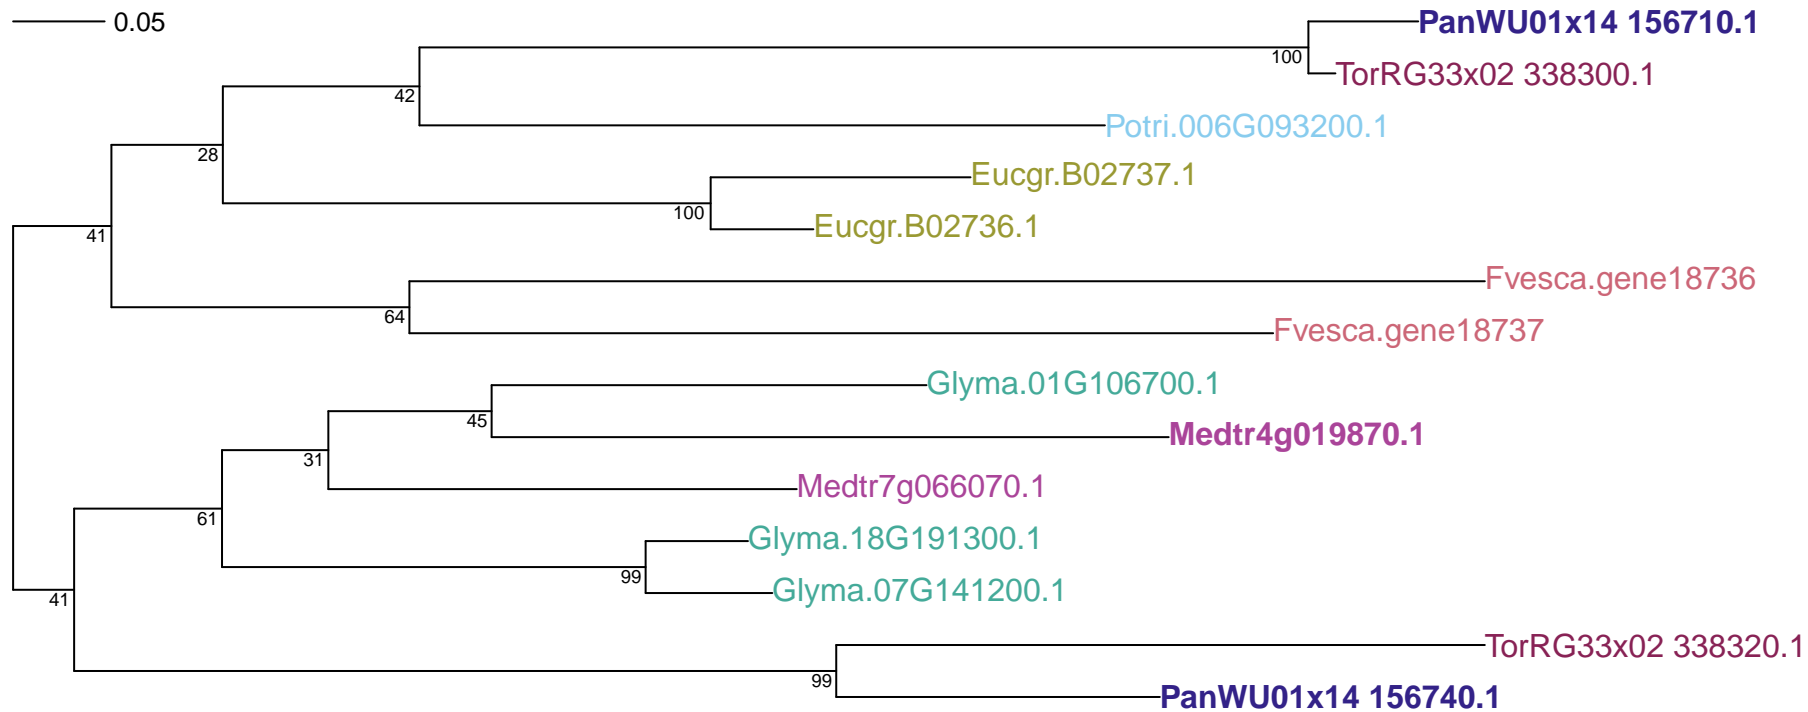 0.05
PanWU01x14 156710.1
100
TorRG33x02 338300.1
42
Potri.006G093200.1
28
Eucgr.B02737.1
100
Eucgr.B02736.1
41
Fvesca.gene18736
64
Fvesca.gene18737
Glyma.01G106700.1
45
Medtr4g019870.1
31
Medtr7g066070.1
61
Glyma.18G191300.1
99
Glyma.07G141200.1
41
TorRG33x02 338320.1
99
PanWU01x14 156740.1